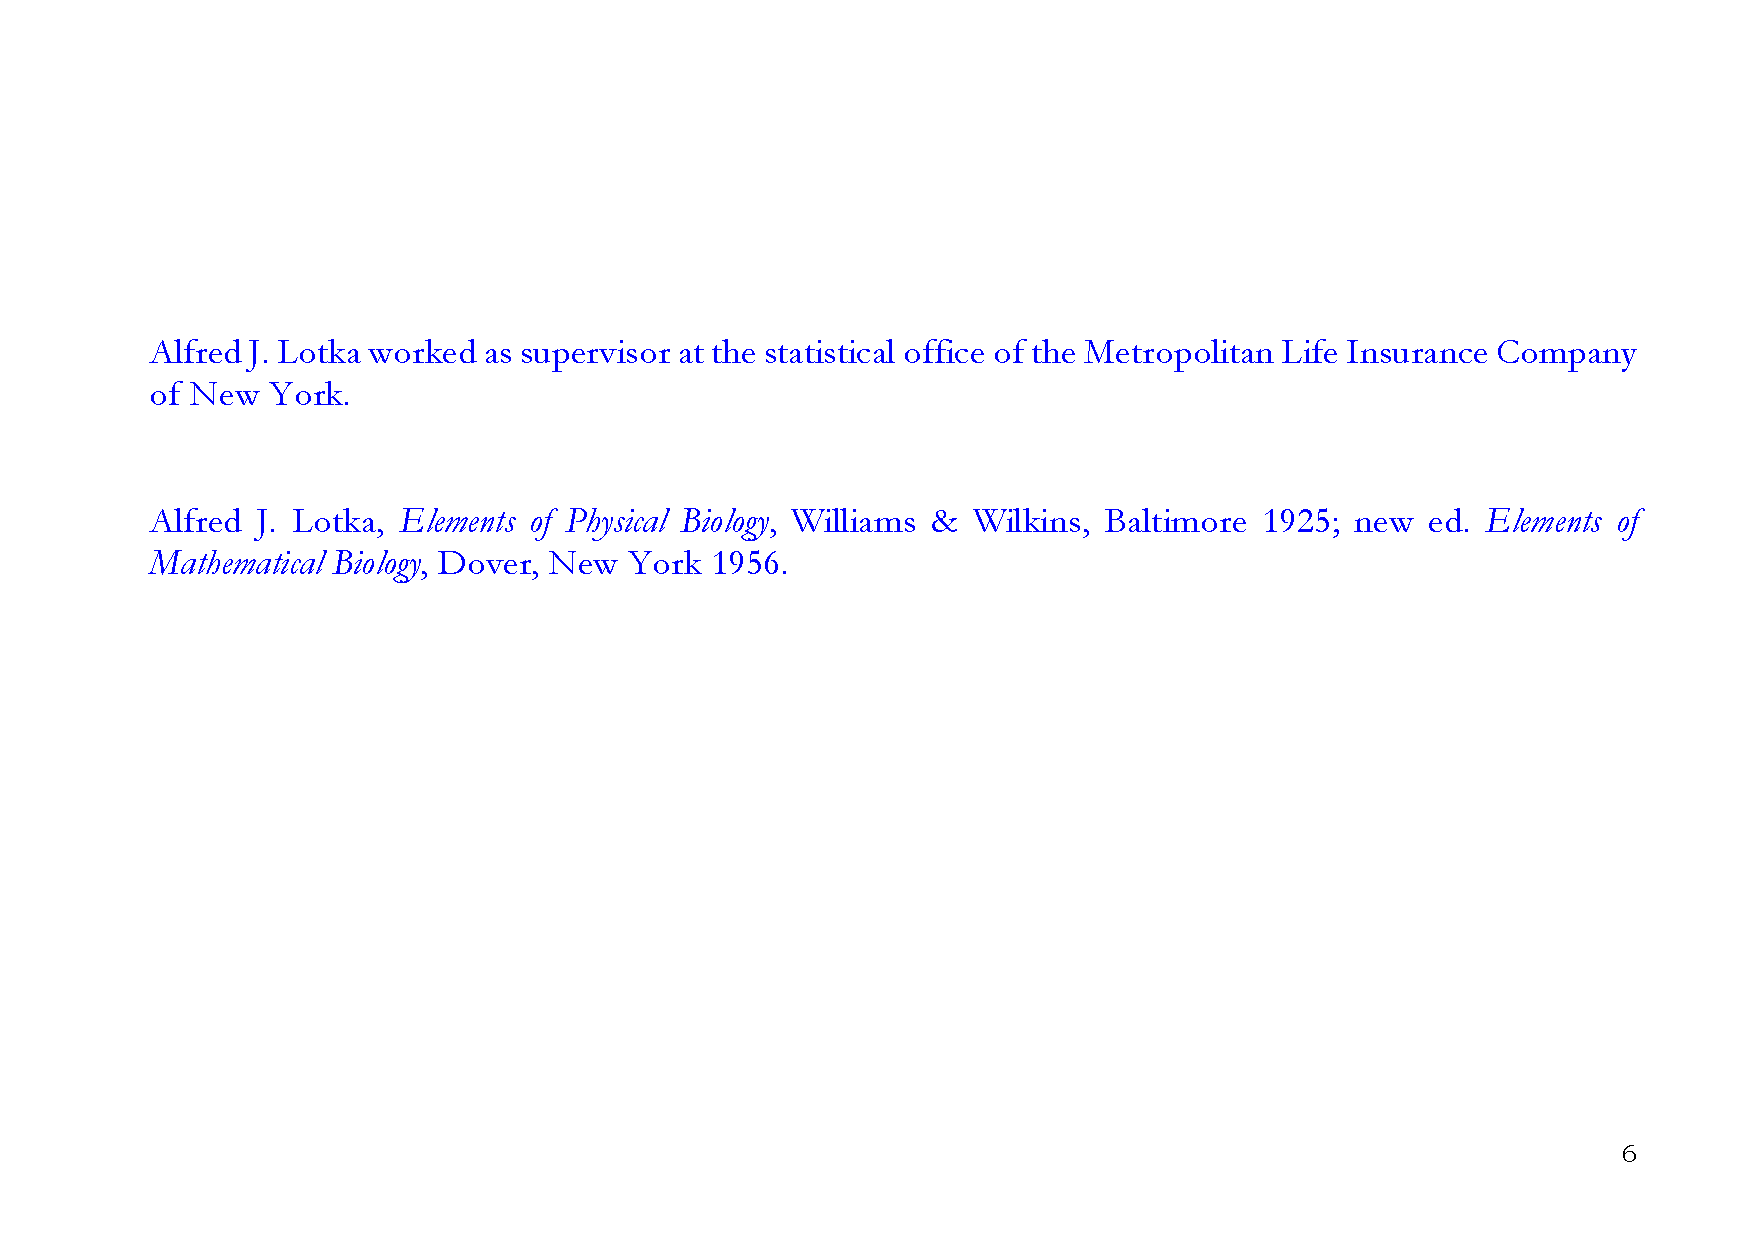 Alfred J. Lotka worked as supervisor at the statistical office of the Metropolitan Life Insurance Company
of New York.
Alfred J. Lotka, Elements of Physical Biology, Williams & Wilkins, Baltimore 1925; new ed. Elements of
Mathematical Biology, Dover, New York 1956.
6